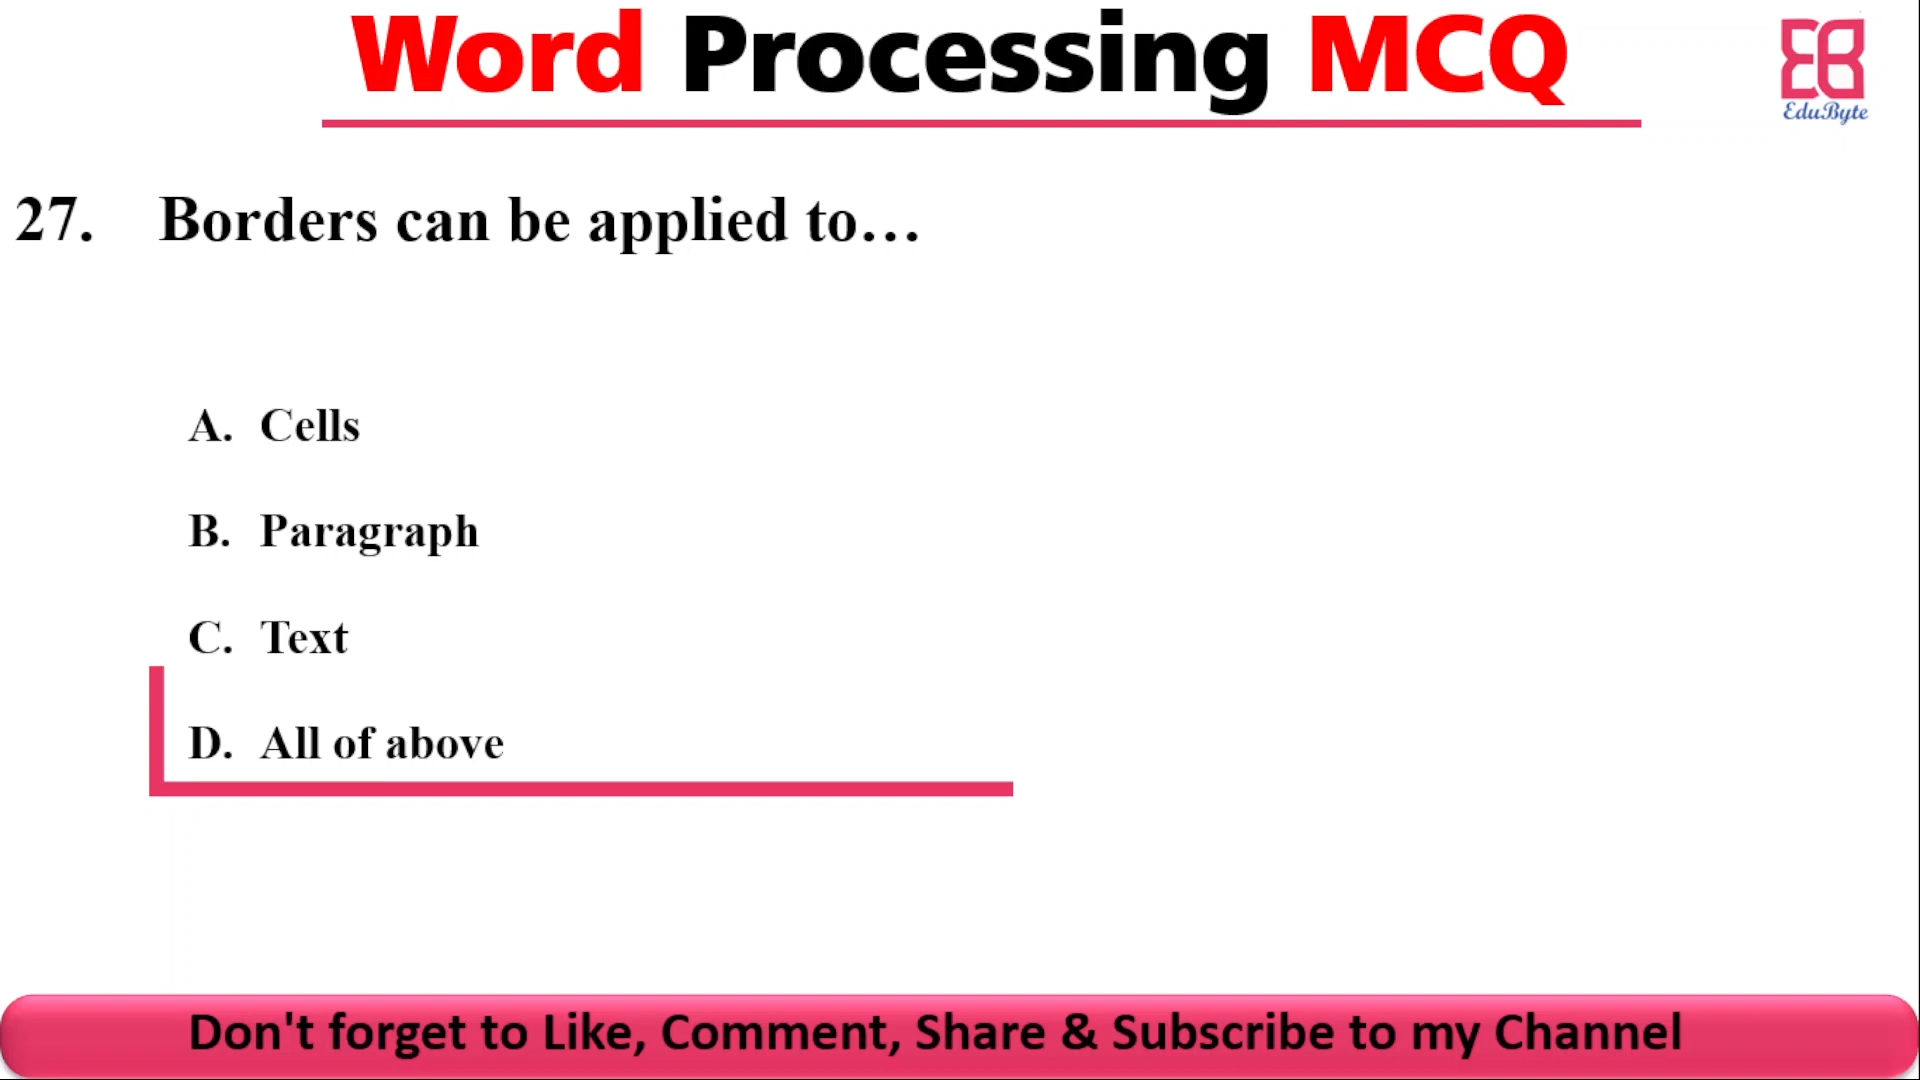 Word Processing MCQ
EduByte
27. Borders can be applied to...
A. Cells
B. Paragraph
C. Text
D. All of above
Don't forget to Like, Comment, Share & Subscribe to my Channel